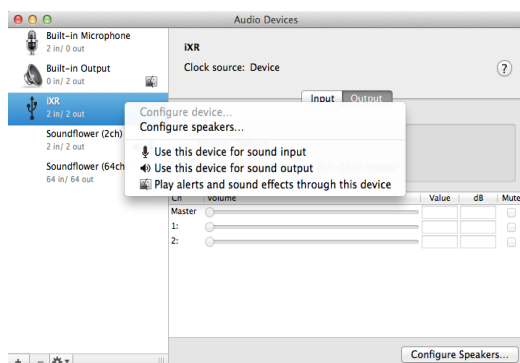 Audio Devices
Built-in Microphone
2 in/ 0 out
Built-in Output
0 in/ 2 out
iXR
2 in/ 2 out
Soundflower (2ch)
2 in/ 2 out
Soundflower (64ch
64 in/ 64 out
iXR
Clock source: Device
?
Input Output
Configure device...
Configure speakers...
Use this device for sound input
Use this device for sound output
Play alerts and sound effects through this device
Ch Volume Value dB Mute
Master
1:
2:
Configure Speakers...